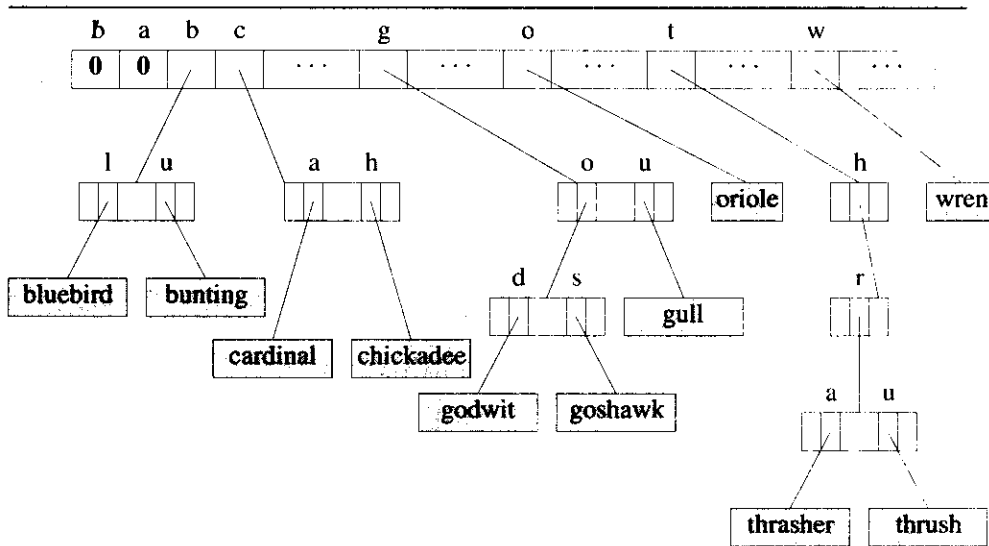 ƀ a b c g o t w
0 0 ... ... ... ... ...
l u a h o u h
oriole wren
bluebird bunting d s gull r
cardinal chickadee
godwit goshawk a u
thrasher thrush